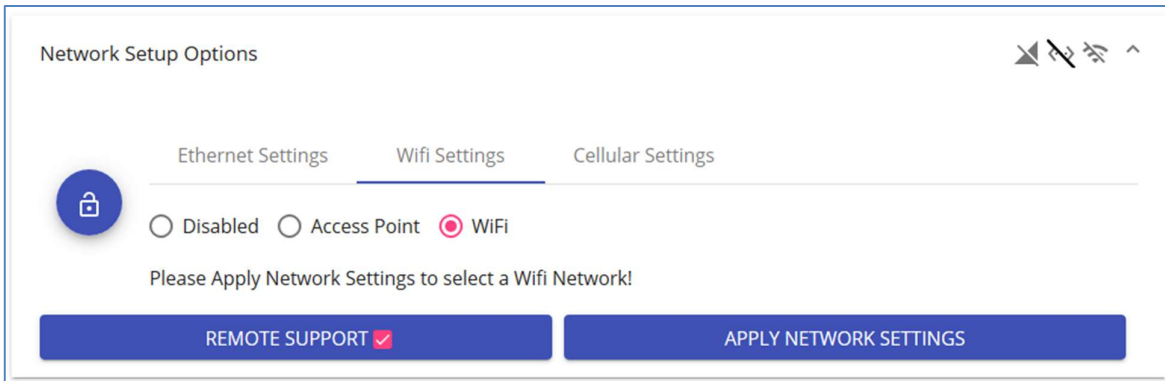 Network Setup Options
Ethernet Settings Wifi Settings Cellular Settings
Disabled Access Point WiFi
Please Apply Network Settings to select a Wifi Network!
REMOTE SUPPORT APPLY NETWORK SETTINGS